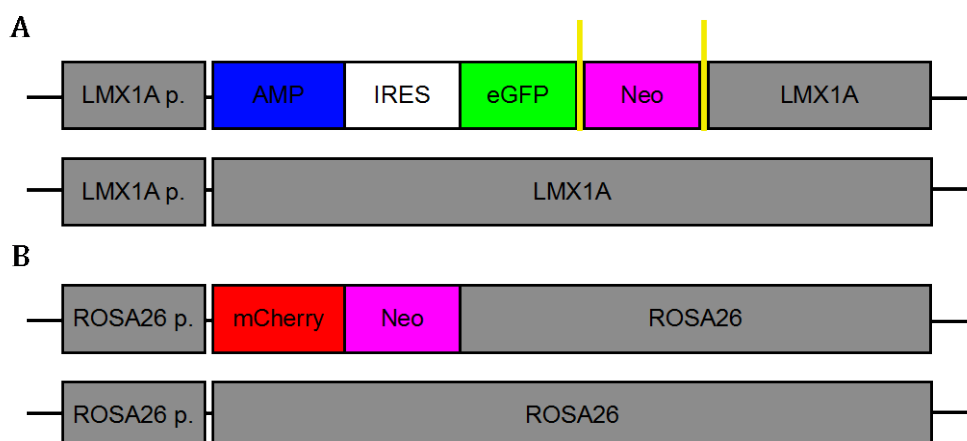 A
LMX1A p. AMP IRES eGFP Neo LMX1A
LMX1A p. LMX1A
B
ROSA26 p. mCherry Neo ROSA26
ROSA26 p. ROSA26